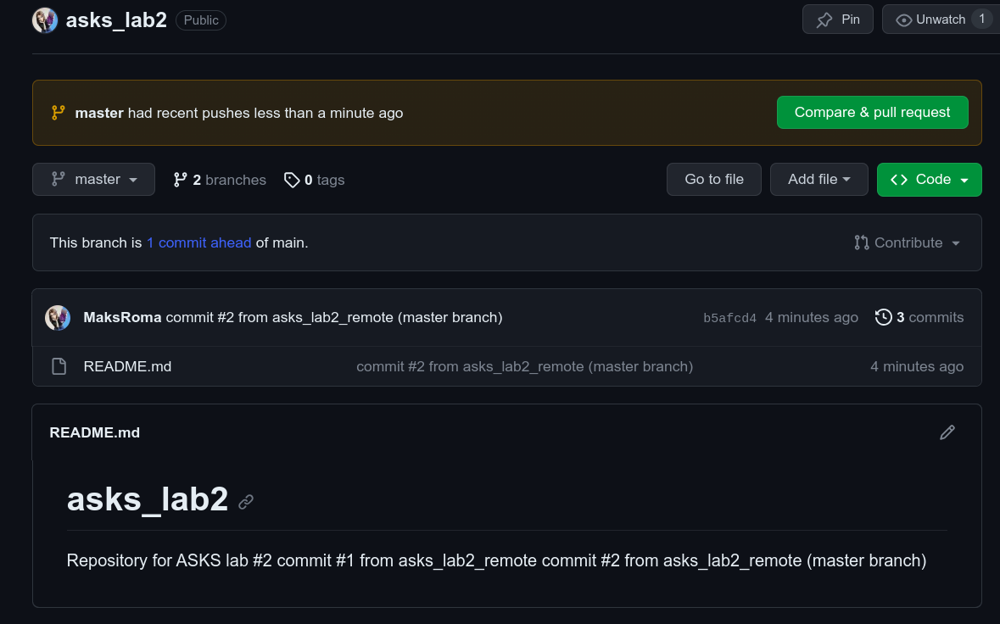 asks_lab2 Public Pin Unwatch 1
master had recent pushes less than a minute ago Compare & pull request
master 2 branches 0 tags Go to file Add file Code
This branch is 1 commit ahead of main. Contribute
MaksRoma commit #2 from asks_lab2_remote (master branch) b5afcd4 4 minutes ago 3 commits
README.md commit #2 from asks_lab2_remote (master branch) 4 minutes ago
README.md
asks_lab2
Repository for ASKS lab #2 commit #1 from asks_lab2_remote commit #2 from asks_lab2_remote (master branch)